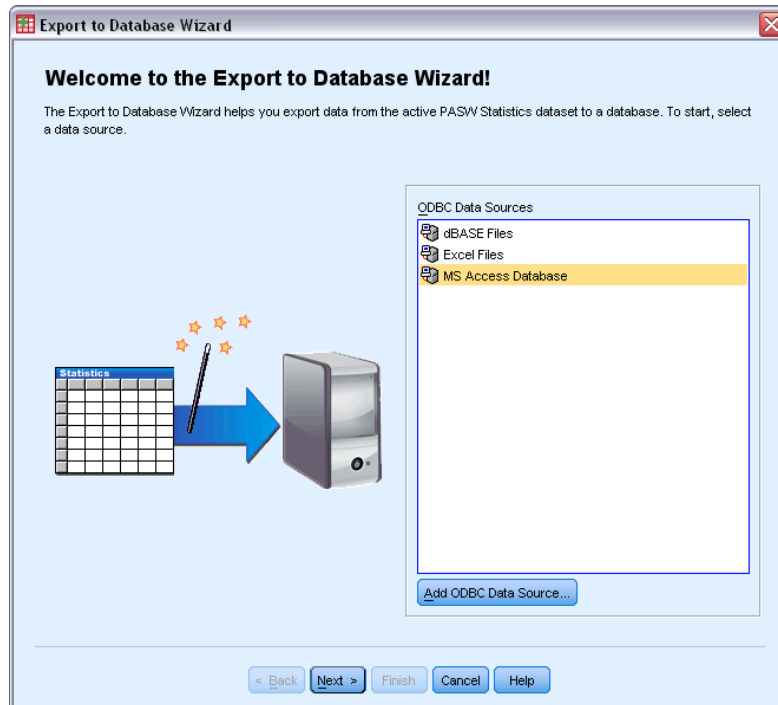 Export to Database Wizard
Welcome to the Export to Database Wizard!
The Export to Database Wizard helps you export data from the active PASW Statistics dataset to a database. To start, select
a data source.
ODBC Data Sources
dBASE Files
Excel Files
MS Access Database
Statistics
Add ODBC Data Source...
< Back
Next >
Finish
Cancel
Help